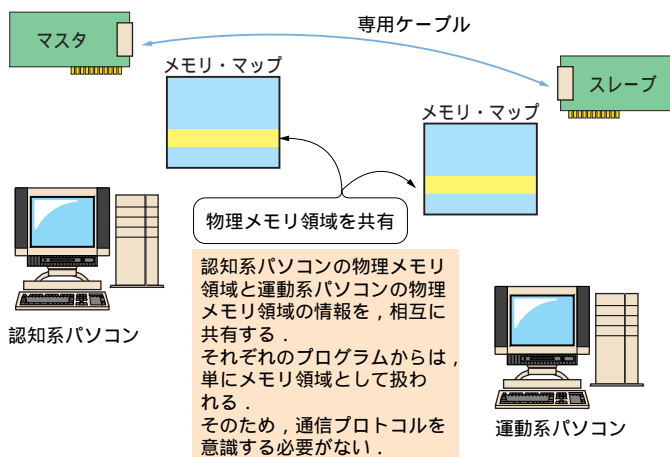 専用ケーブル
マスタ
スレーブ
メモリ・マップ
メモリ・マップ
物理メモリ領域を共有
認知系パソコンの物理メモリ
領域と運動系パソコンの物理
メモリ領域の情報を，相互に
共有する．
それぞれのプログラムからは，
単にメモリ領域として扱わ
れる．
そのため，通信プロトコルを
意識する必要がない．
認知系パソコン
運動系パソコン